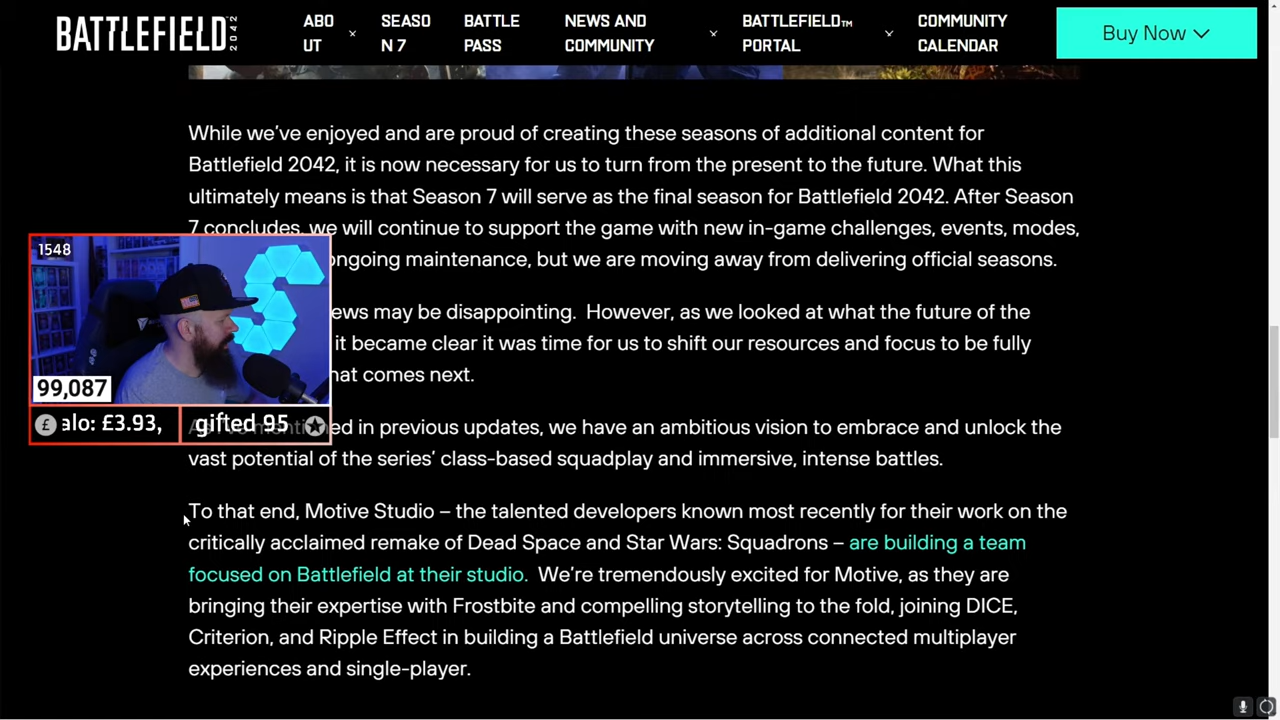 BATTLEFIELD 2042
ABO
UT
SEASO
N 7
BATTLE
PASS
NEWS AND
COMMUNITY
BATTLEFIELD™
PORTAL
COMMUNITY
CALENDAR
Buy Now
While we've enjoyed and are proud of creating these seasons of additional content for
Battlefield 2042, it is now necessary for us to turn from the present to the future. What this
ultimately means is that Season 7 will serve as the final season for Battlefield 2042. After Season
7 concludes, we will continue to support the game with new in-game challenges, events, modes,
ongoing maintenance, but we are moving away from delivering official seasons.
ews may be disappointing. However, as we looked at what the future of the
it became clear it was time for us to shift our resources and focus to be fully
hat comes next.
As I've mentioned in previous updates, we have an ambitious vision to embrace and unlock the
vast potential of the series' class-based squadplay and immersive, intense battles.
To that end, Motive Studio – the talented developers known most recently for their work on the
critically acclaimed remake of Dead Space and Star Wars: Squadrons – are building a team
focused on Battlefield at their studio. We're tremendously excited for Motive, as they are
bringing their expertise with Frostbite and compelling storytelling to the fold, joining DICE,
Criterion, and Ripple Effect in building a Battlefield universe across connected multiplayer
experiences and single-player.
1548
99,087
£ alo: £3.93,
gifted 95